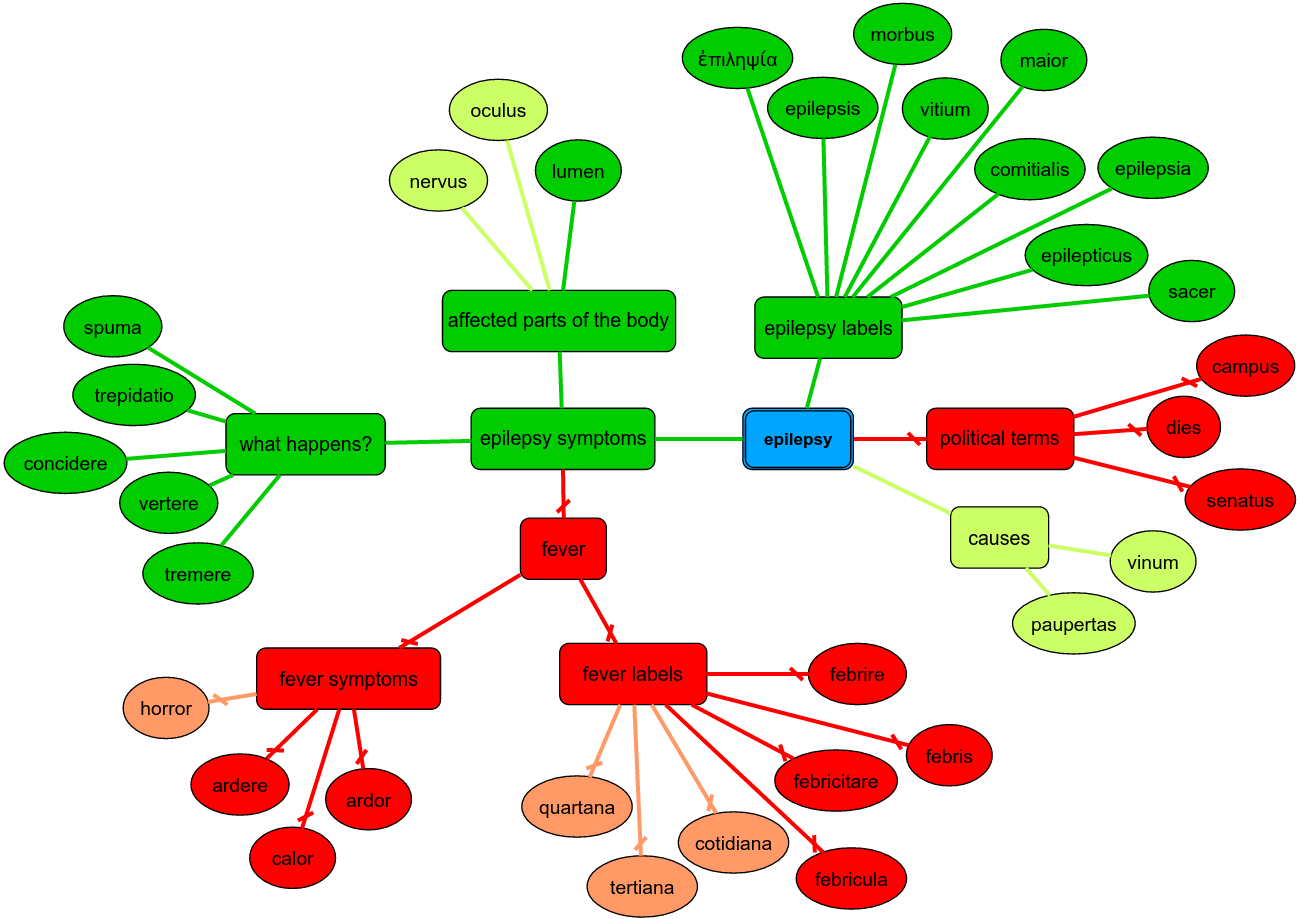 morbus
ἐπιληψία
maior
oculus
epilepsis
vitium
lumen
nervus
comitialis
epilepsia
epilepticus
sacer
spuma
affected parts of the body
epilepsy labels
campus
trepidatio
dies
what happens?
epilepsy symptoms
epilepsy
political terms
concidere
vertere
senatus
fever
causes
vinum
tremere
paupertas
fever symptoms
fever labels
febrire
horror
febris
ardere
febricitare
ardor
quartana
cotidiana
calor
tertiana
febricula